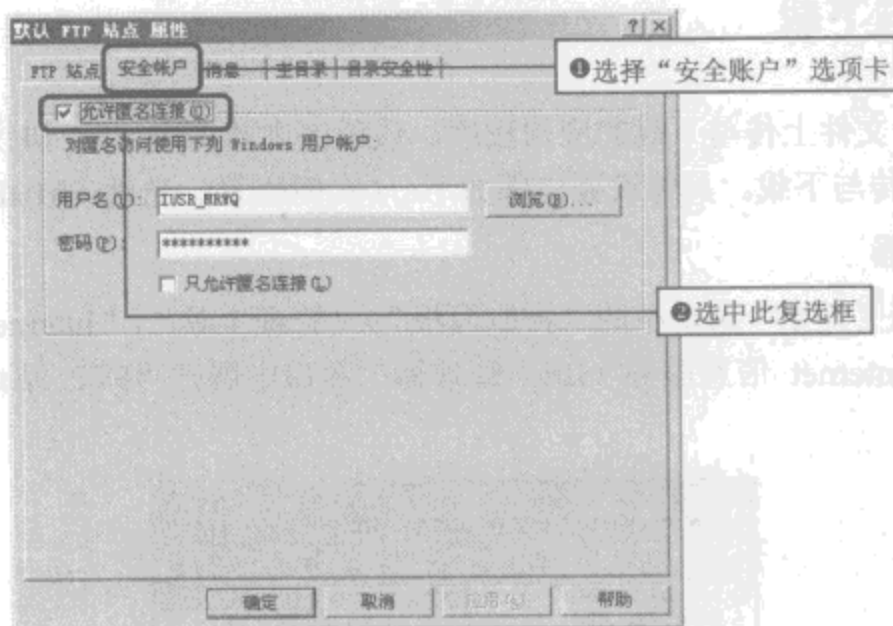 默认 FTP 站点 属性
FTP 站点 安全帐户 消息 主目录 目录安全性
❶选择“安全账户”选项卡
允许匿名连接(O)
对匿名访问使用下列 Windows 用户帐户:
用户名(U): IUSR_MRWQ 浏览(B)...
密码(P): **********
只允许匿名连接(L)
❷选中此复选框
确定 取消 应用(A) 帮助